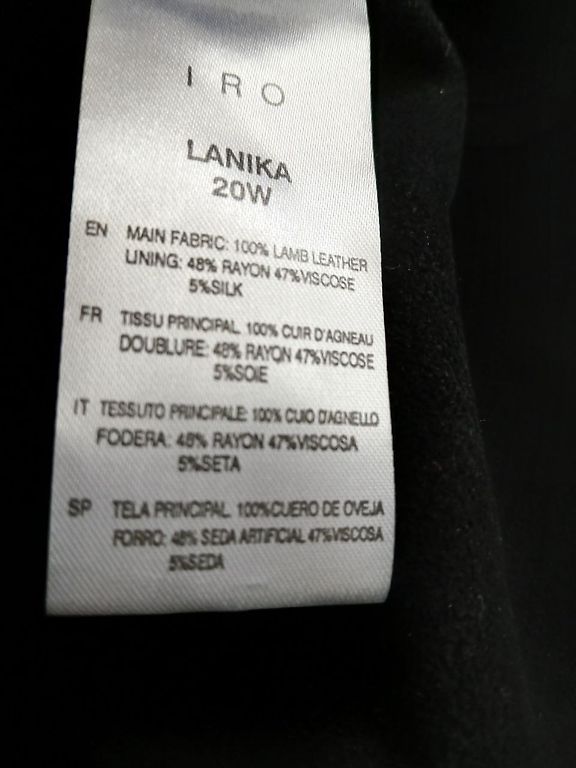 IRO
LANIKA
20W
EN MAIN FABRIC: 100% LAMB LEATHER
LINING: 48% RAYON 47%VISCOSE
5%SILK
FR TISSU PRINCIPAL 100% CUIR D'AGNEAU
DOUBLURE: 48% RAYON 47%VISCOSE
5%SOIE
IT TESSUTO PRINCIPALE: 100% CUIO D'AGNELLO
FODERA: 48% RAYON 47%VISCOSA
5%SETA
SP TELA PRINCIPAL 100%CUERO DE OVEJA
FORRO: 48% SEDA ARTIFICIAL 47%VISCOSA
5%SEDA